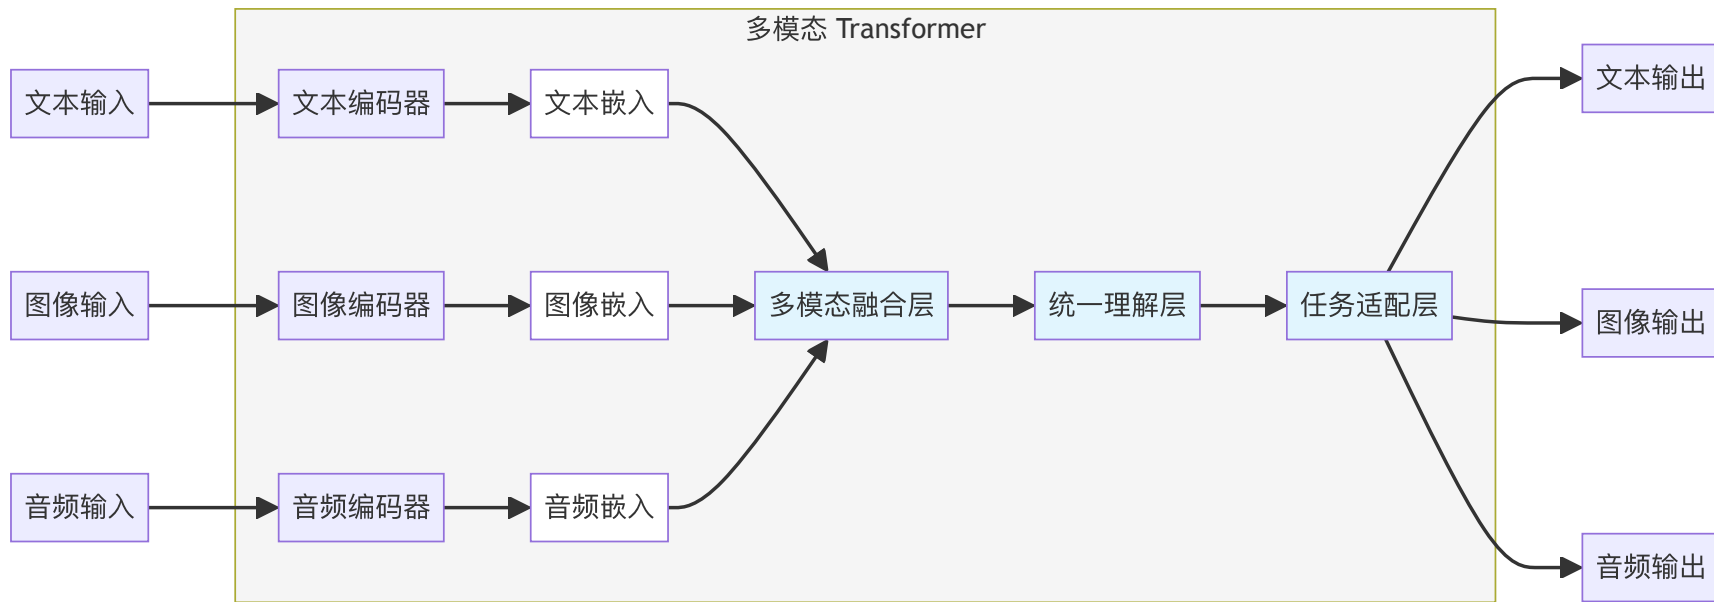 多模态 Transformer
文本输入
文本编码器
文本嵌入
文本输出
图像输入
图像编码器
图像嵌入
多模态融合层
统一理解层
任务适配层
图像输出
音频输入
音频编码器
音频嵌入
音频输出